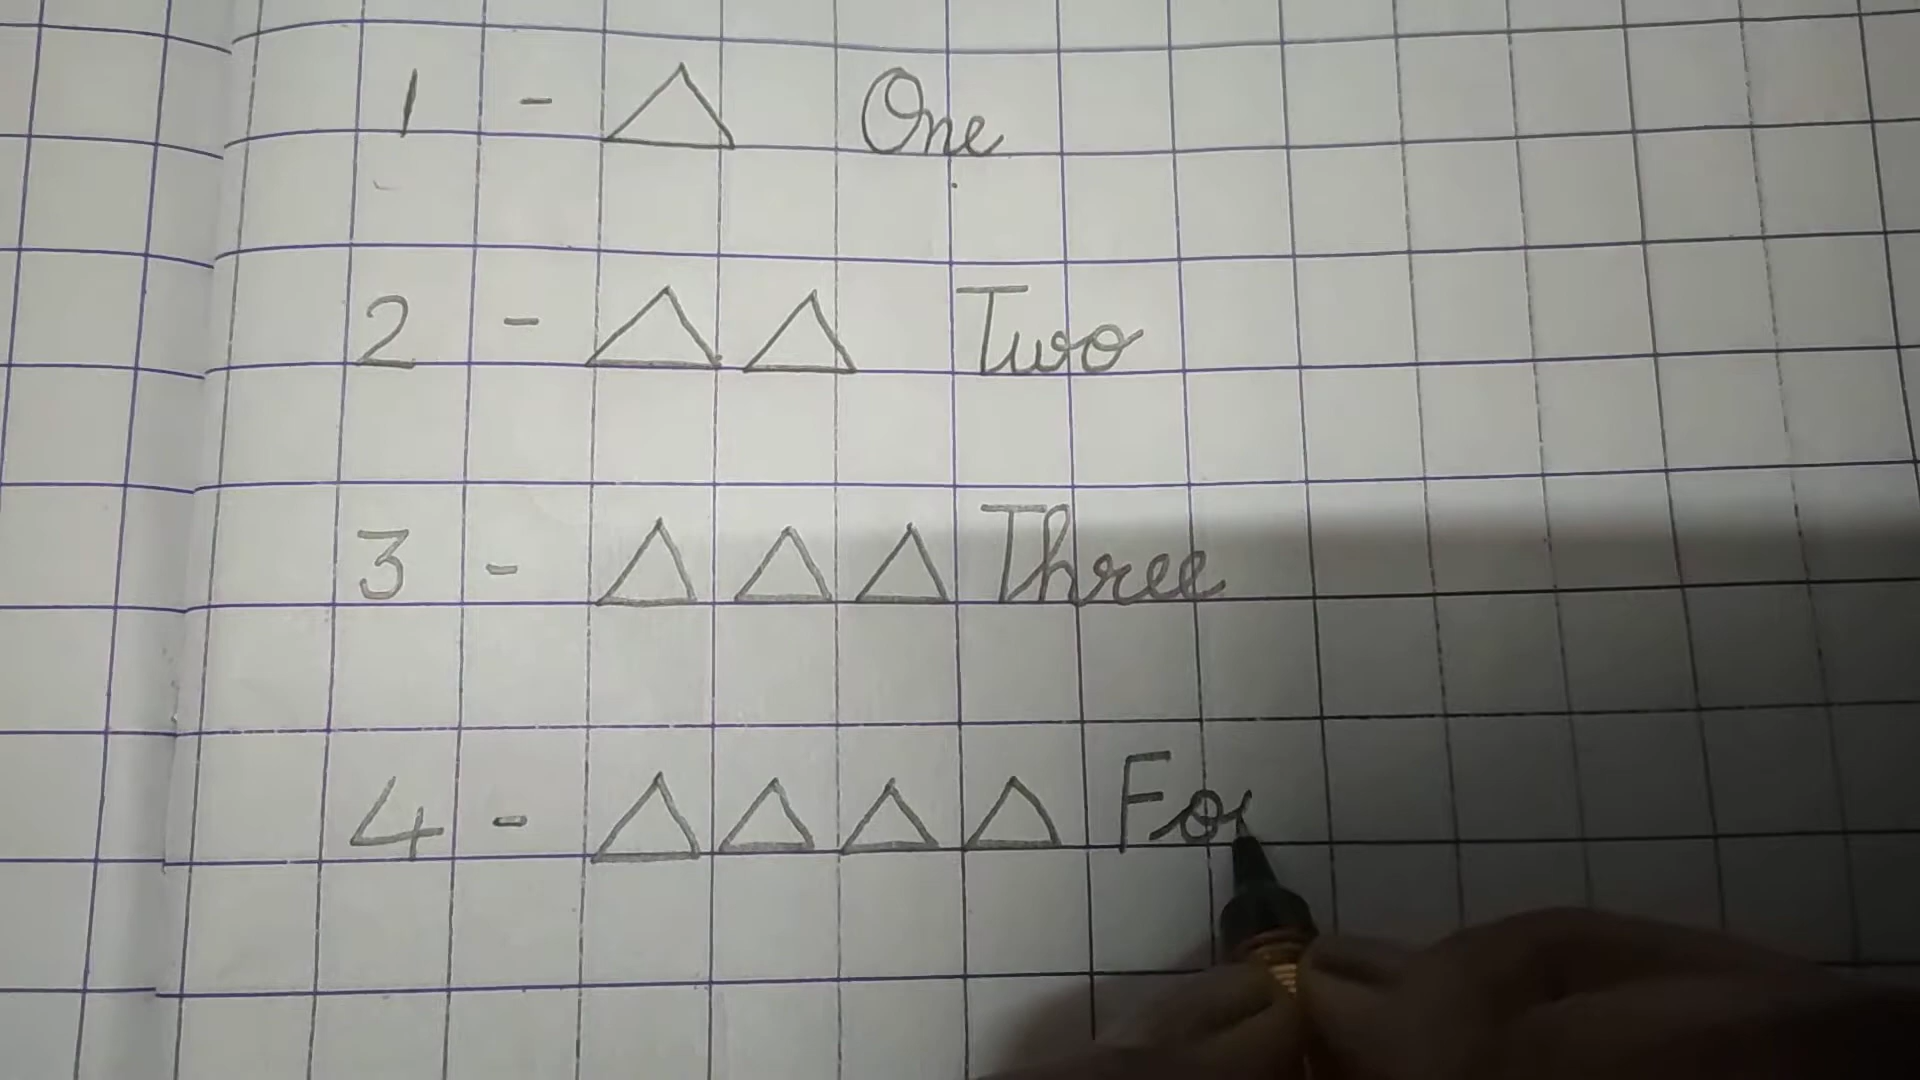 1 - △ One
2 - △ △ Two
3 - △ △ △ Three
4 - △ △ △ △ Fo